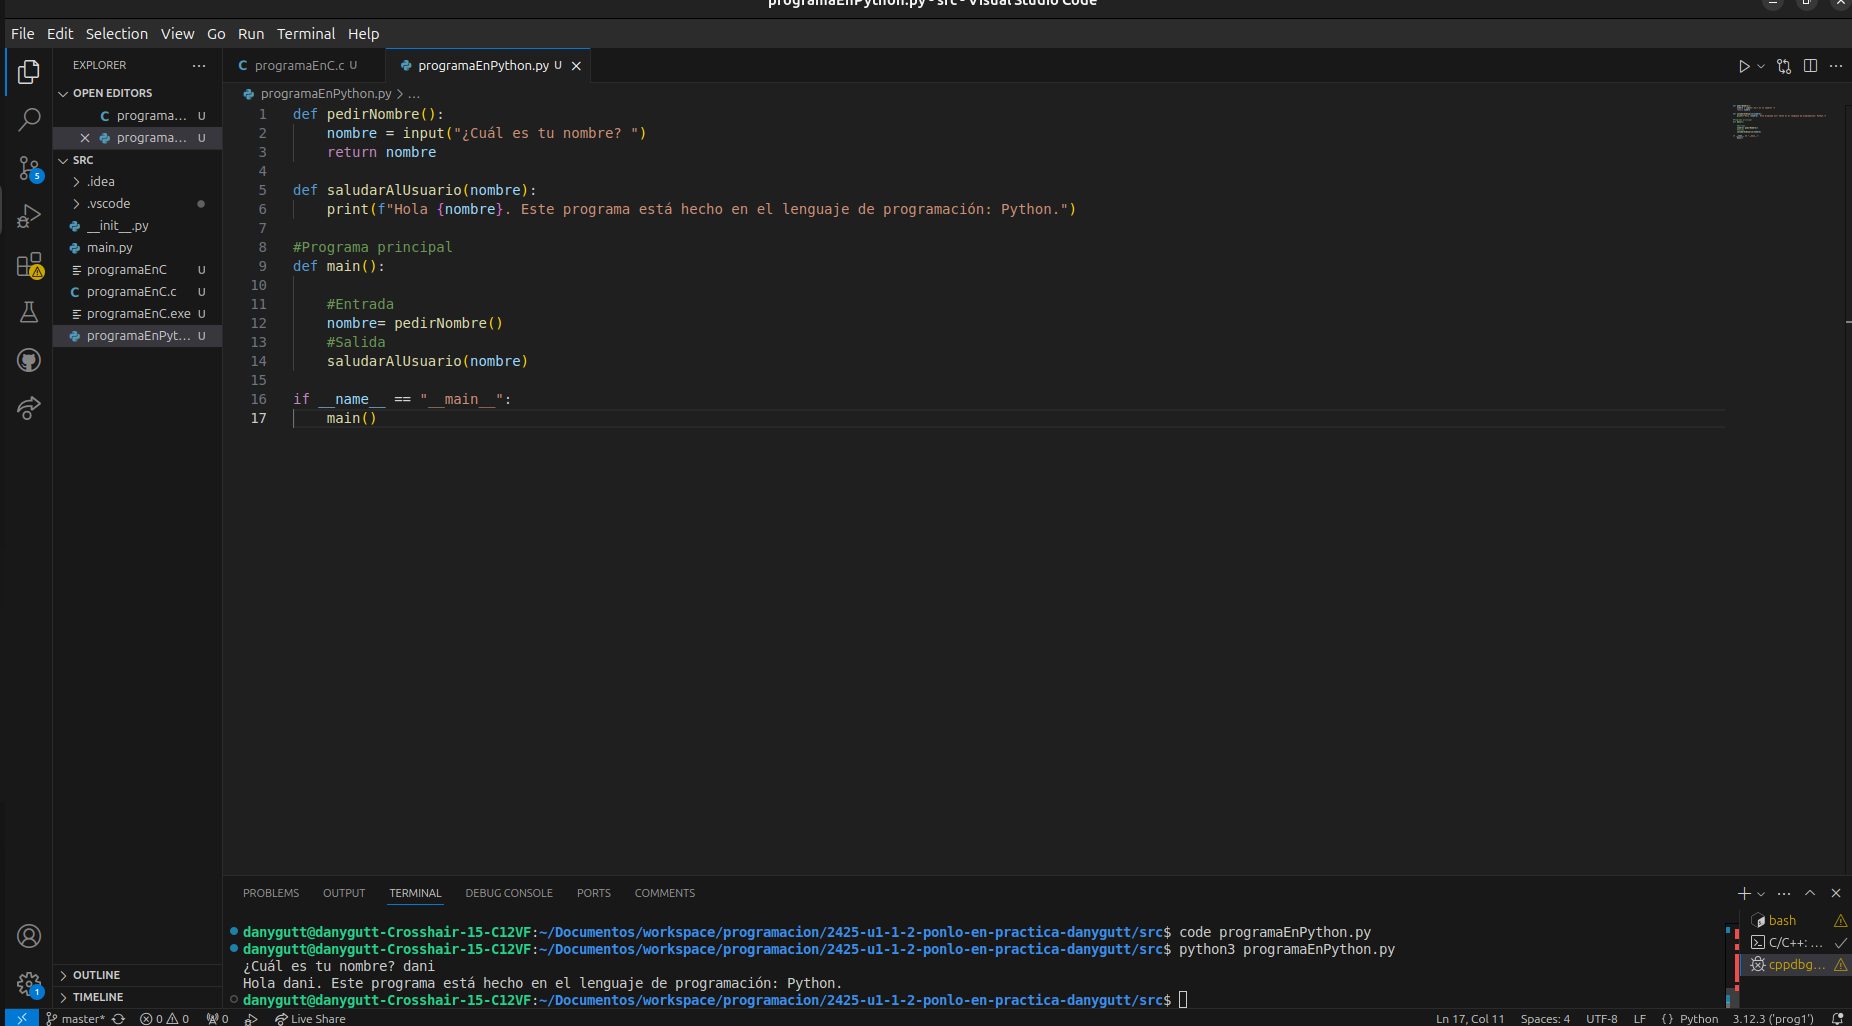 programaEnPython.py - src - Visual Studio Code
File Edit Selection View Go Run Terminal Help
EXPLORER
OPEN EDITORS
C programa... U
programa... U
SRC
.idea
.vscode
__init__.py
main.py
programaEnC U
C programaEnC.c U
programaEnC.exe U
programaEnPyt... U
OUTLINE
TIMELINE
5
1
C programaEnC.c U
programaEnPython.py U
programaEnPython.py > ...
1 def pedirNombre():
2 nombre = input("¿Cuál es tu nombre? ")
3 return nombre
4
5 def saludarAlUsuario(nombre):
6 print(f"Hola {nombre}. Este programa está hecho en el lenguaje de programación: Python.")
7
8 #Programa principal
9 def main():
10
11 #Entrada
12 nombre= pedirNombre()
13 #Salida
14 saludarAlUsuario(nombre)
15
16 if __name__ == "__main__":
17 main()
PROBLEMS OUTPUT TERMINAL DEBUG CONSOLE PORTS COMMENTS
danygutt@danygutt-Crosshair-15-C12VF:~/Documentos/workspace/programacion/2425-u1-1-2-ponlo-en-practica-danygutt/src$ code programaEnPython.py
danygutt@danygutt-Crosshair-15-C12VF:~/Documentos/workspace/programacion/2425-u1-1-2-ponlo-en-practica-danygutt/src$ python3 programaEnPython.py
¿Cuál es tu nombre? dani
Hola dani. Este programa está hecho en el lenguaje de programación: Python.
danygutt@danygutt-Crosshair-15-C12VF:~/Documentos/workspace/programacion/2425-u1-1-2-ponlo-en-practica-danygutt/src$
bash
C/C++: ...
cppdbg...
master* 0 0 0 Live Share
Ln 17, Col 11 Spaces: 4 UTF-8 LF {} Python 3.12.3 ('prog1')